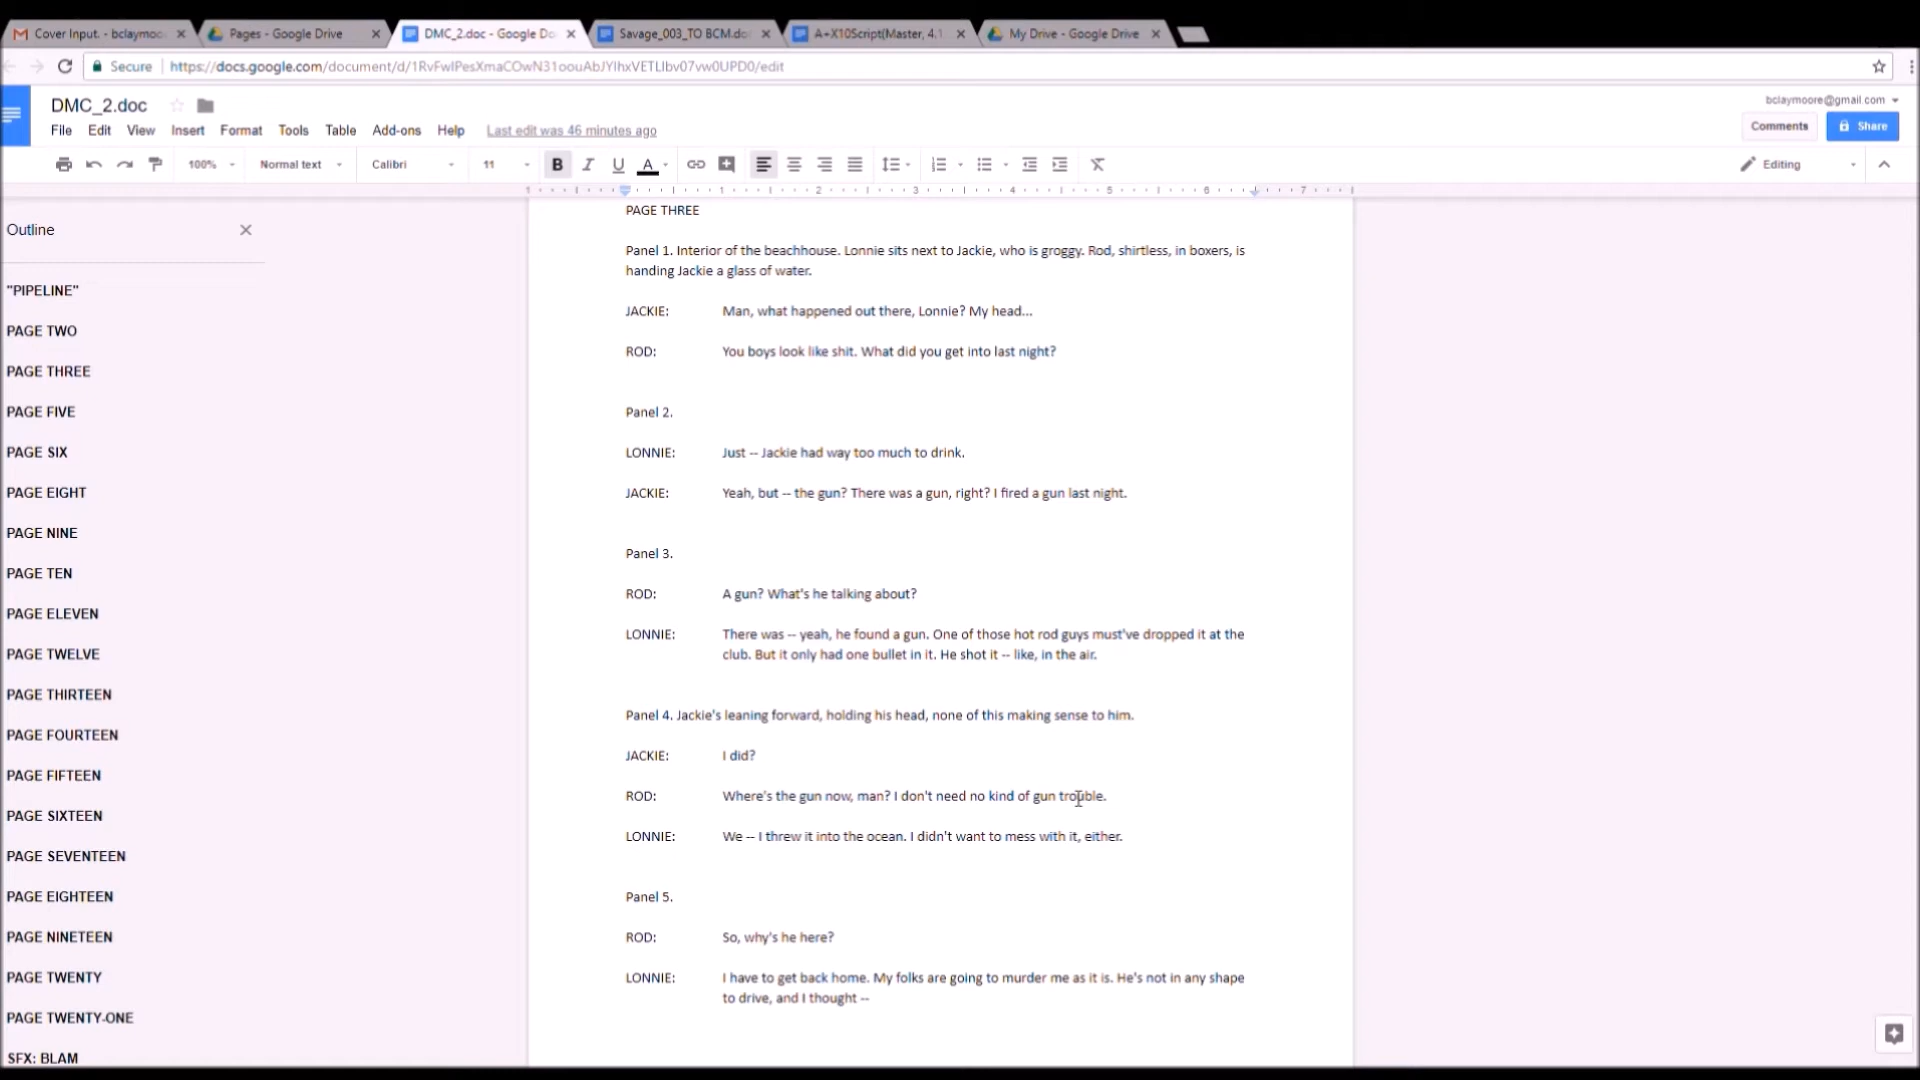 Cover Input. - bclaymoo
Pages - Google Drive
DMC_2.doc - Google Do
Savage_003_TO BCM.do
A+X10Script(Master, 4.1
My Drive - Google Drive
Secure
DMC_2.doc
bclaymoore@gmail.com
File Edit View Insert Format Tools Table Add-ons Help Last edit was 46 minutes ago
Comments
Share
100% Normal text Calibri 11 B I U A
Editing
1 1 2 3 4 5 6 7
Outline
"PIPELINE"
PAGE TWO
PAGE THREE
PAGE FIVE
PAGE SIX
PAGE EIGHT
PAGE NINE
PAGE TEN
PAGE ELEVEN
PAGE TWELVE
PAGE THIRTEEN
PAGE FOURTEEN
PAGE FIFTEEN
PAGE SIXTEEN
PAGE SEVENTEEN
PAGE EIGHTEEN
PAGE NINETEEN
PAGE TWENTY
PAGE TWENTY-ONE
SFX: BLAM
PAGE THREE
Panel 1. Interior of the beachhouse. Lonnie sits next to Jackie, who is groggy. Rod, shirtless, in boxers, is
handing Jackie a glass of water.
JACKIE: Man, what happened out there, Lonnie? My head...
ROD: You boys look like shit. What did you get into last night?
Panel 2.
LONNIE: Just -- Jackie had way too much to drink.
JACKIE: Yeah, but -- the gun? There was a gun, right? I fired a gun last night.
Panel 3.
ROD: A gun? What's he talking about?
LONNIE: There was -- yeah, he found a gun. One of those hot rod guys must've dropped it at the
club. But it only had one bullet in it. He shot it -- like, in the air.
Panel 4. Jackie's leaning forward, holding his head, none of this making sense to him.
JACKIE: I did?
ROD: Where's the gun now, man? I don't need no kind of gun trouble.
LONNIE: We -- I threw it into the ocean. I didn't want to mess with it, either.
Panel 5.
ROD: So, why's he here?
LONNIE: I have to get back home. My folks are going to murder me as it is. He's not in any shape
to drive, and I thought --